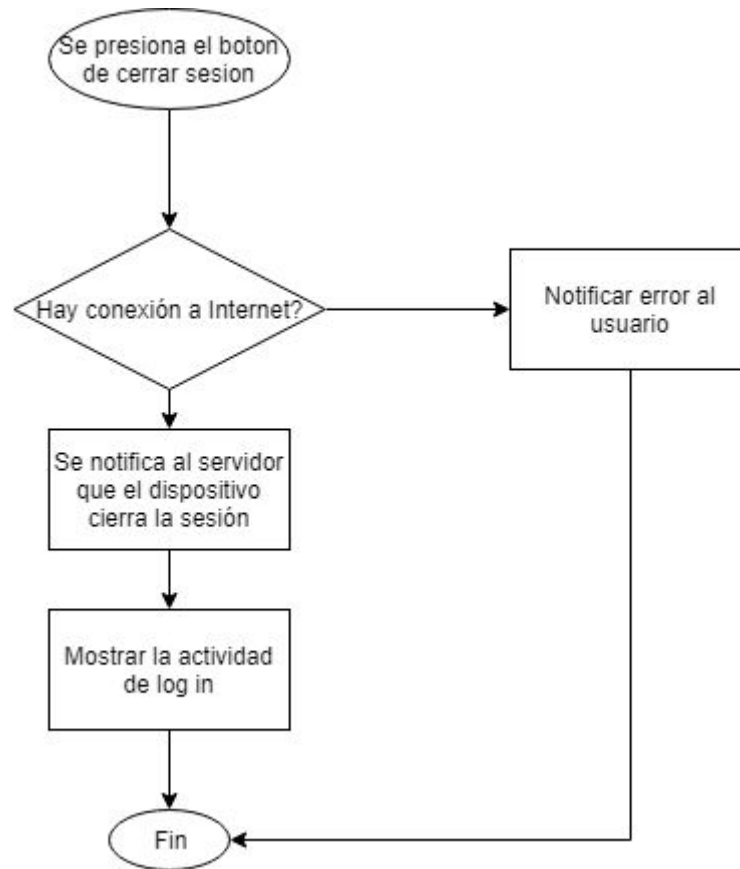 Se presiona el boton
de cerrar sesion
Hay conexión a Internet?
Notificar error al
usuario
Se notifica al servidor
que el dispositivo
cierra la sesión
Mostrar la actividad
de log in
Fin